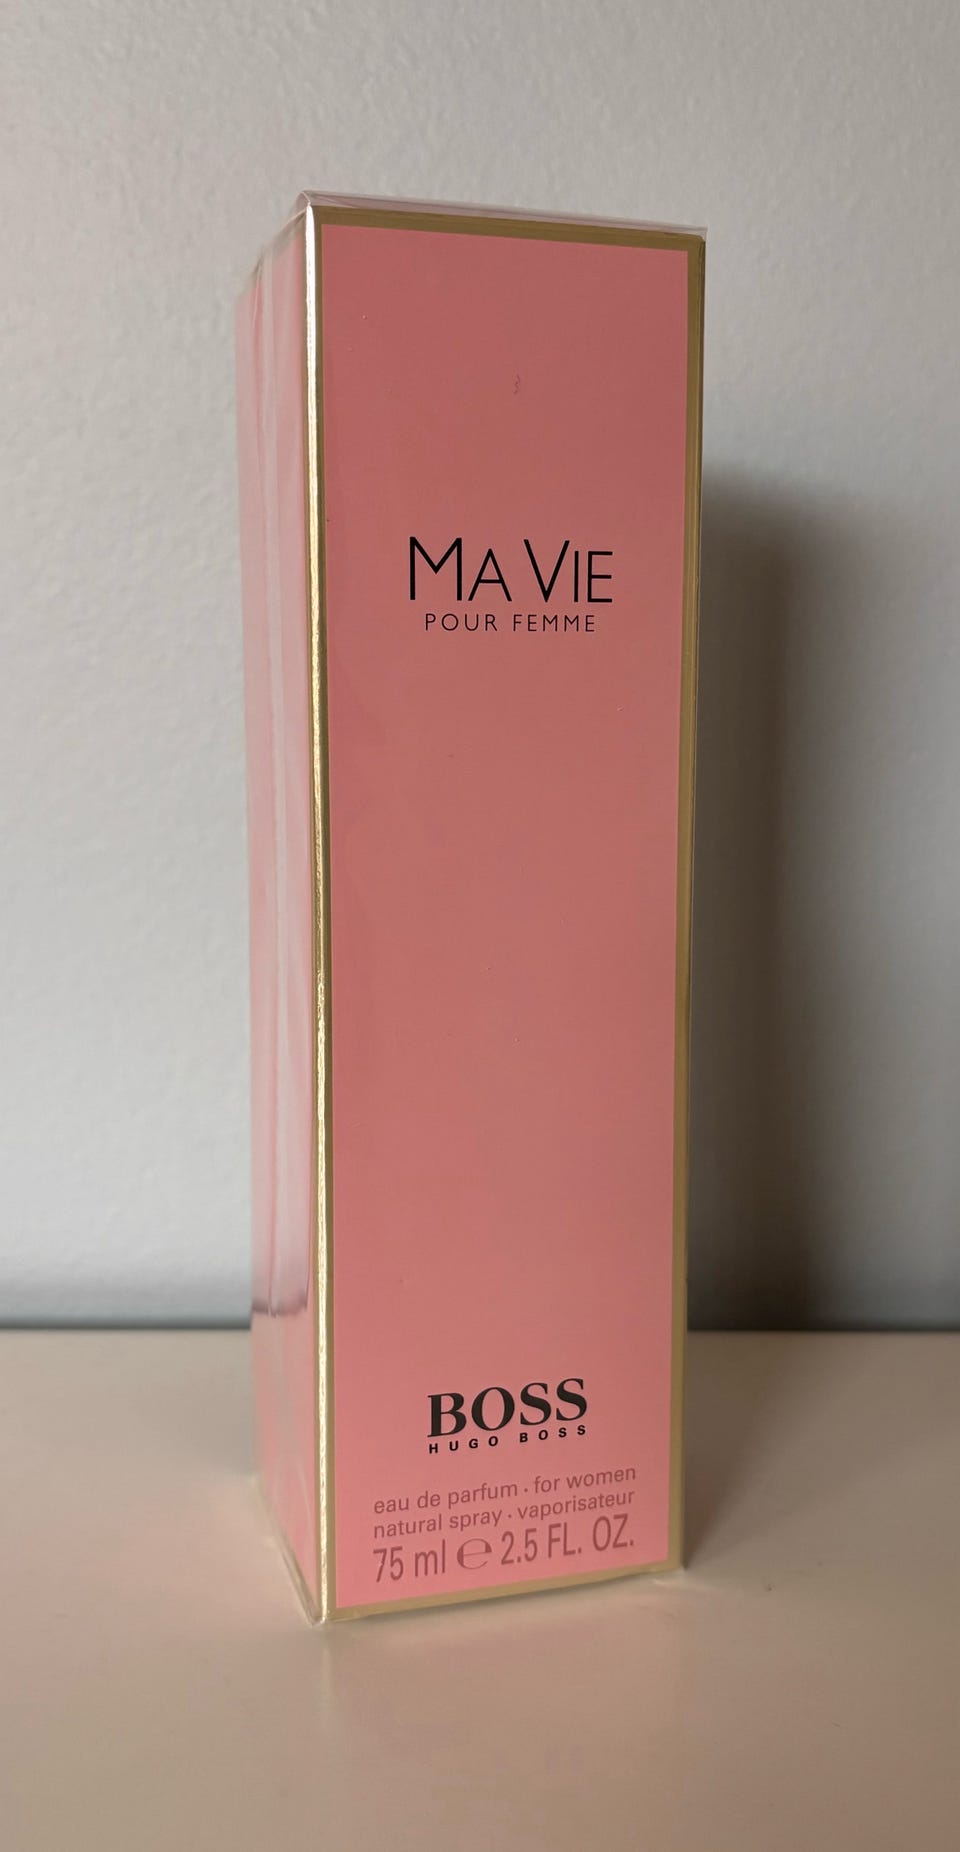 MA VIE
POUR FEMME
BOSS
HUGO BOSS
eau de parfum · for women
natural spray · vaporisateur
75 ml ℮ 2.5 FL. OZ.